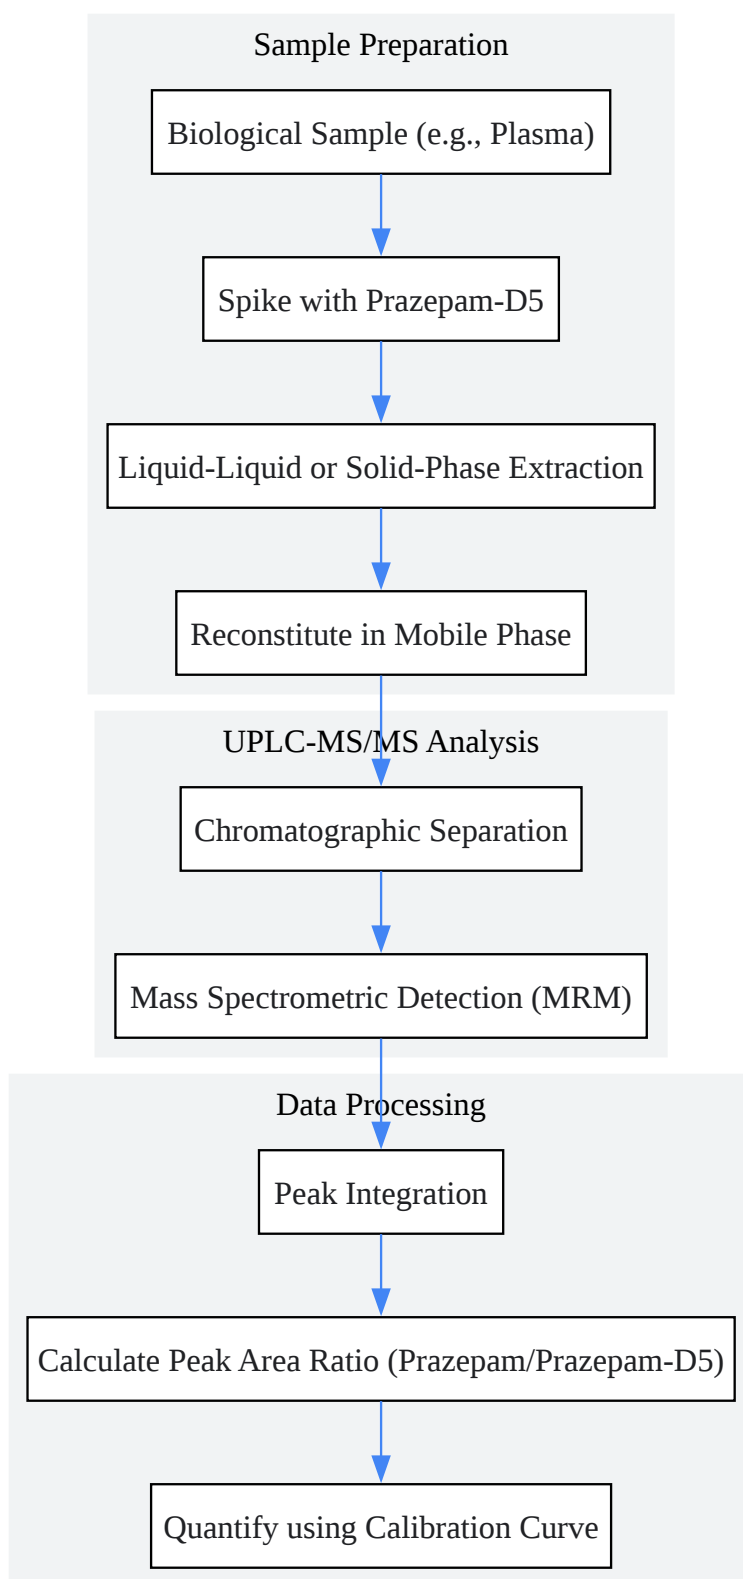 Sample Preparation
Biological Sample (e.g., Plasma)
Spike with Prazepam-D5
Liquid-Liquid or Solid-Phase Extraction
Reconstitute in Mobile Phase
UPLC-MS/MS Analysis
Chromatographic Separation
Mass Spectrometric Detection (MRM)
Data Processing
Peak Integration
Calculate Peak Area Ratio (Prazepam/Prazepam-D5)
Quantify using Calibration Curve